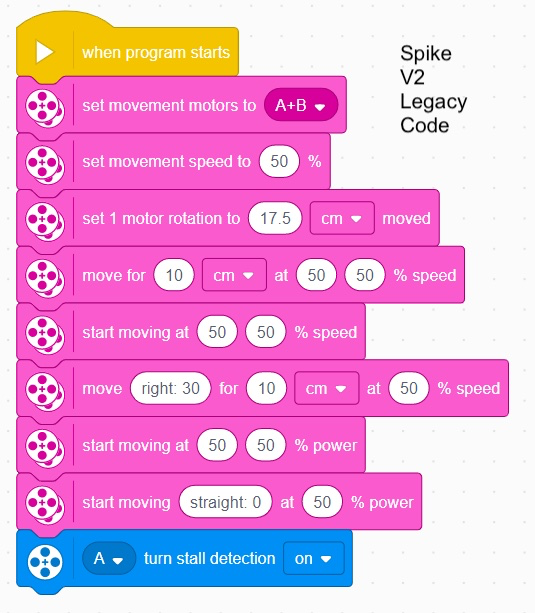 when program starts
Spike
V2
Legacy
Code
set movement motors to A+B
set movement speed to 50 %
set 1 motor rotation to 17.5 cm moved
move for 10 cm at 50 50 % speed
start moving at 50 50 % speed
move right: 30 for 10 cm at 50 % speed
start moving at 50 50 % power
start moving straight: 0 at 50 % power
A turn stall detection on